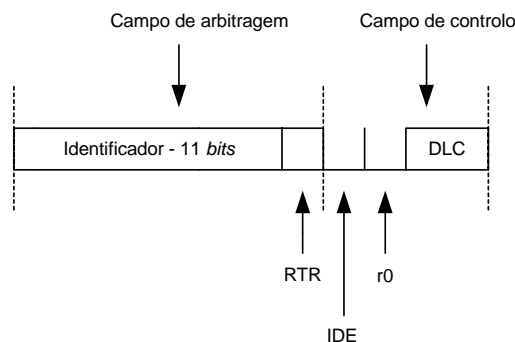 Campo de arbitragem
Campo de controlo
Identificador - 11 bits
DLC
RTR
r0
IDE